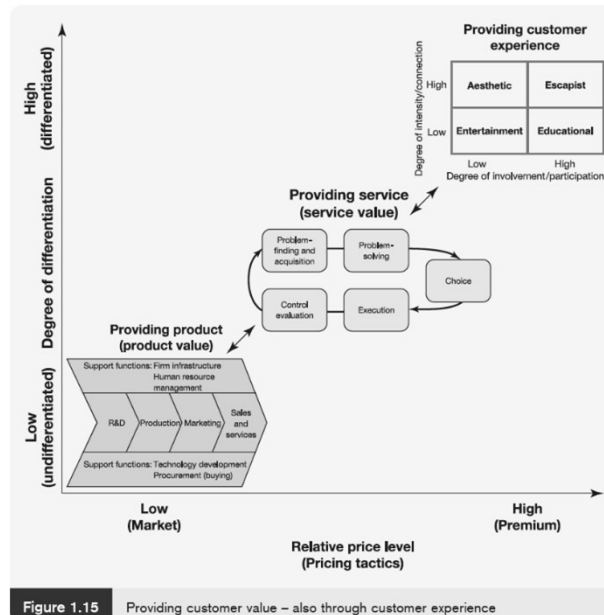 Providing customer
experience
High
Aesthetic
Escapist
Low
Entertainment
Educational
Low
High
Degree of intensity/connection
Degree of involvement/participation
High
(differentiated)
Degree of differentiation
Low
(undifferentiated)
Providing service
(service value)
Problem-
finding and
acquisition
Problem-
solving
Choice
Control
evaluation
Execution
Providing product
(product value)
Support functions: Firm infrastructure
Human resource
management
R&D
Production
Marketing
Sales
and
services
Support functions: Technology development
Procurement (buying)
Low
(Market)
High
(Premium)
Relative price level
(Pricing tactics)
Figure 1.15 Providing customer value – also through customer experience